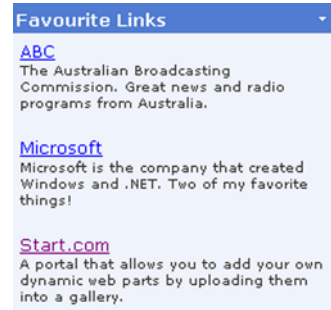 Favourite Links
ABC
The Australian Broadcasting
Commission. Great news and radio
programs from Australia.
Microsoft
Microsoft is the company that created
Windows and .NET. Two of my favorite
things!
Start.com
A portal that allows you to add your own
dynamic web parts by uploading them
into a gallery.